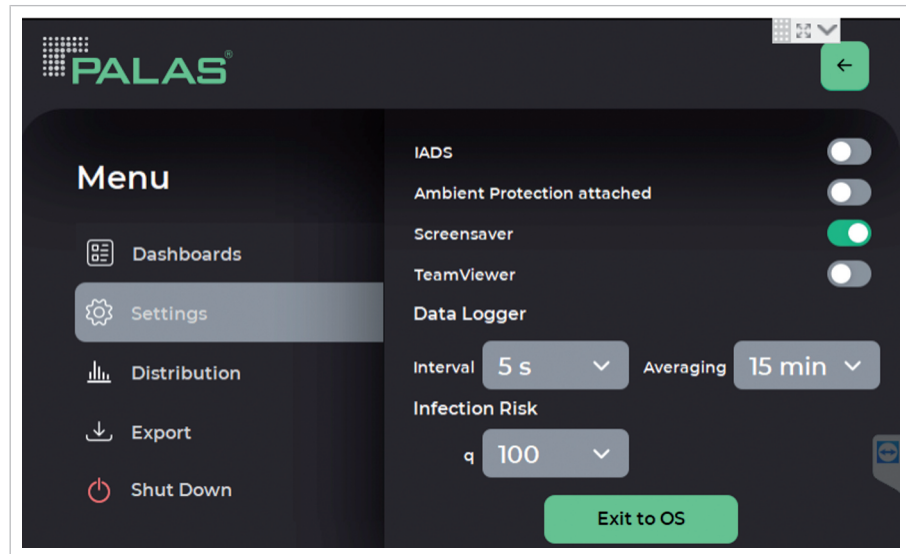 PALAS®
Menu
Dashboards
Settings
Distribution
Export
Shut Down
IADS
Ambient Protection attached
Screensaver
TeamViewer
Data Logger
Interval 5 s Averaging 15 min
Infection Risk
q 100
Exit to OS